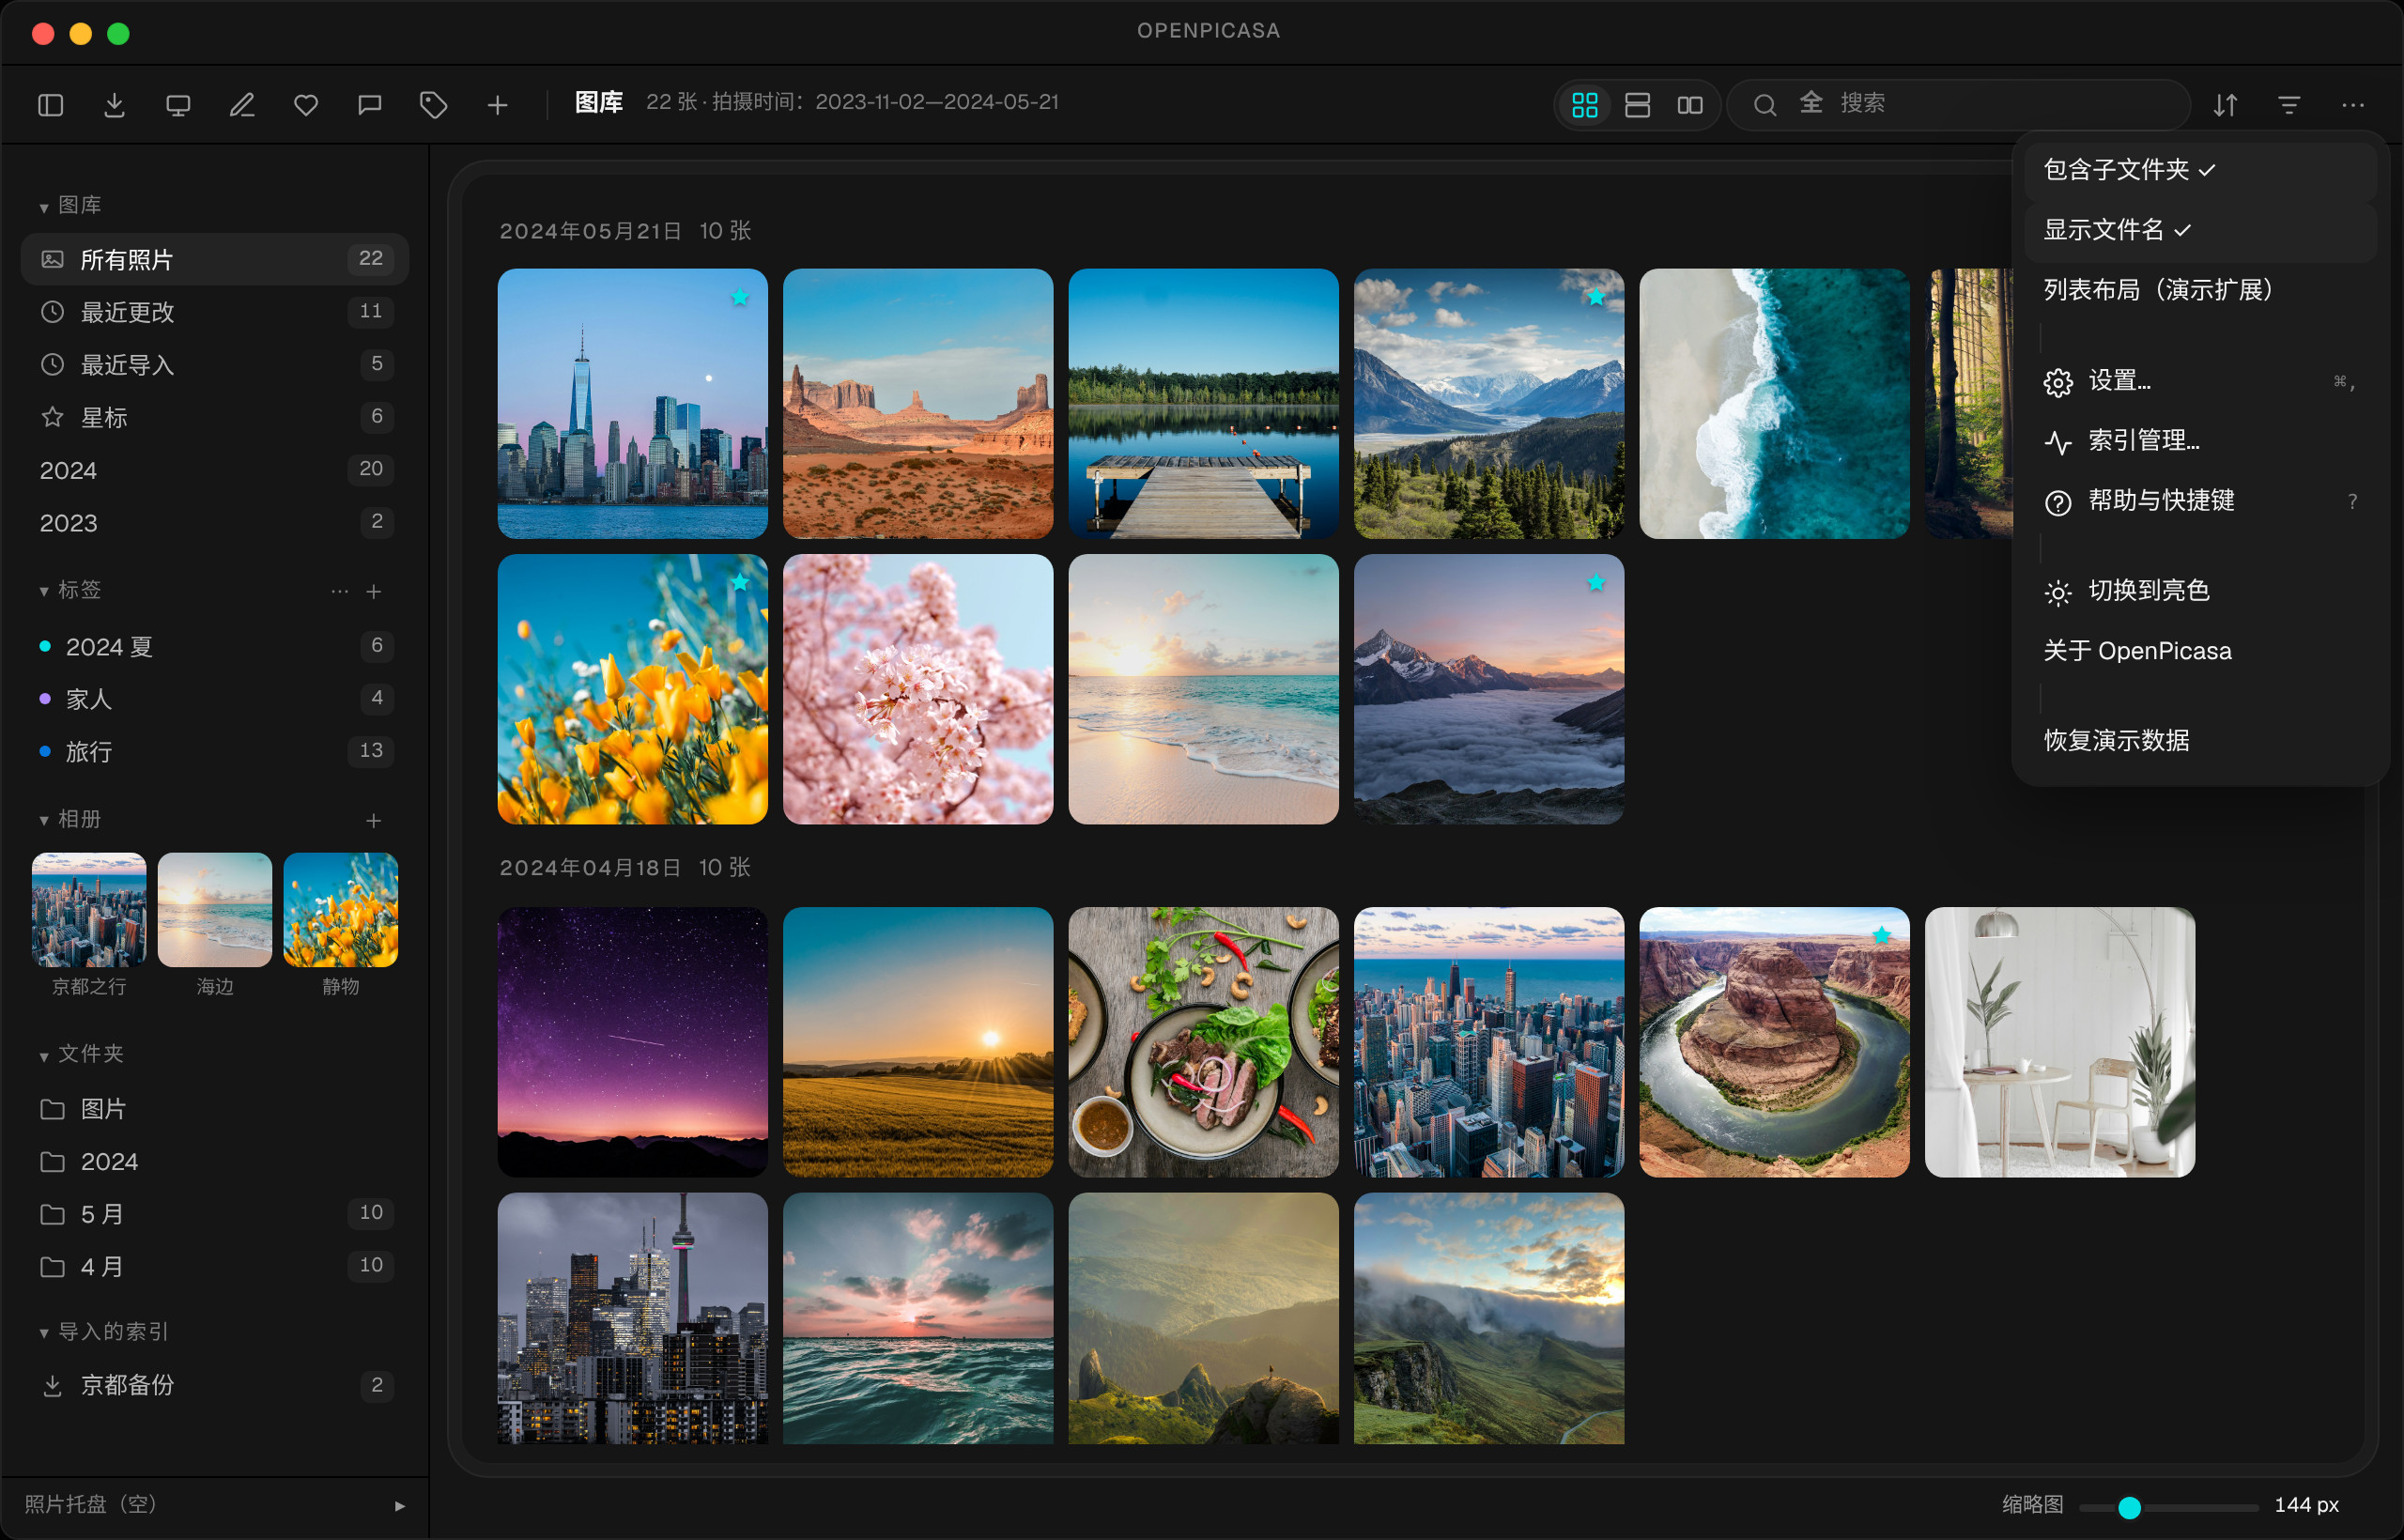 OPENPICASA
图库 22 张 · 拍摄时间：2023-11-02—2024-05-21
全 搜索
图库
所有照片 22
最近更改 11
最近导入 5
星标 6
2024 20
2023 2
标签
2024 夏 6
家人 4
旅行 13
相册
京都之行 海边 静物
文件夹
图片
2024
5 月 10
4 月 10
导入的索引
京都备份 2
照片托盘（空）
2024年05月21日 10 张
2024年04月18日 10 张
包含子文件夹 ✓
显示文件名 ✓
列表布局（演示扩展）
设置… ⌘,
索引管理…
帮助与快捷键 ?
切换到亮色
关于 OpenPicasa
恢复演示数据
缩略图 144 px